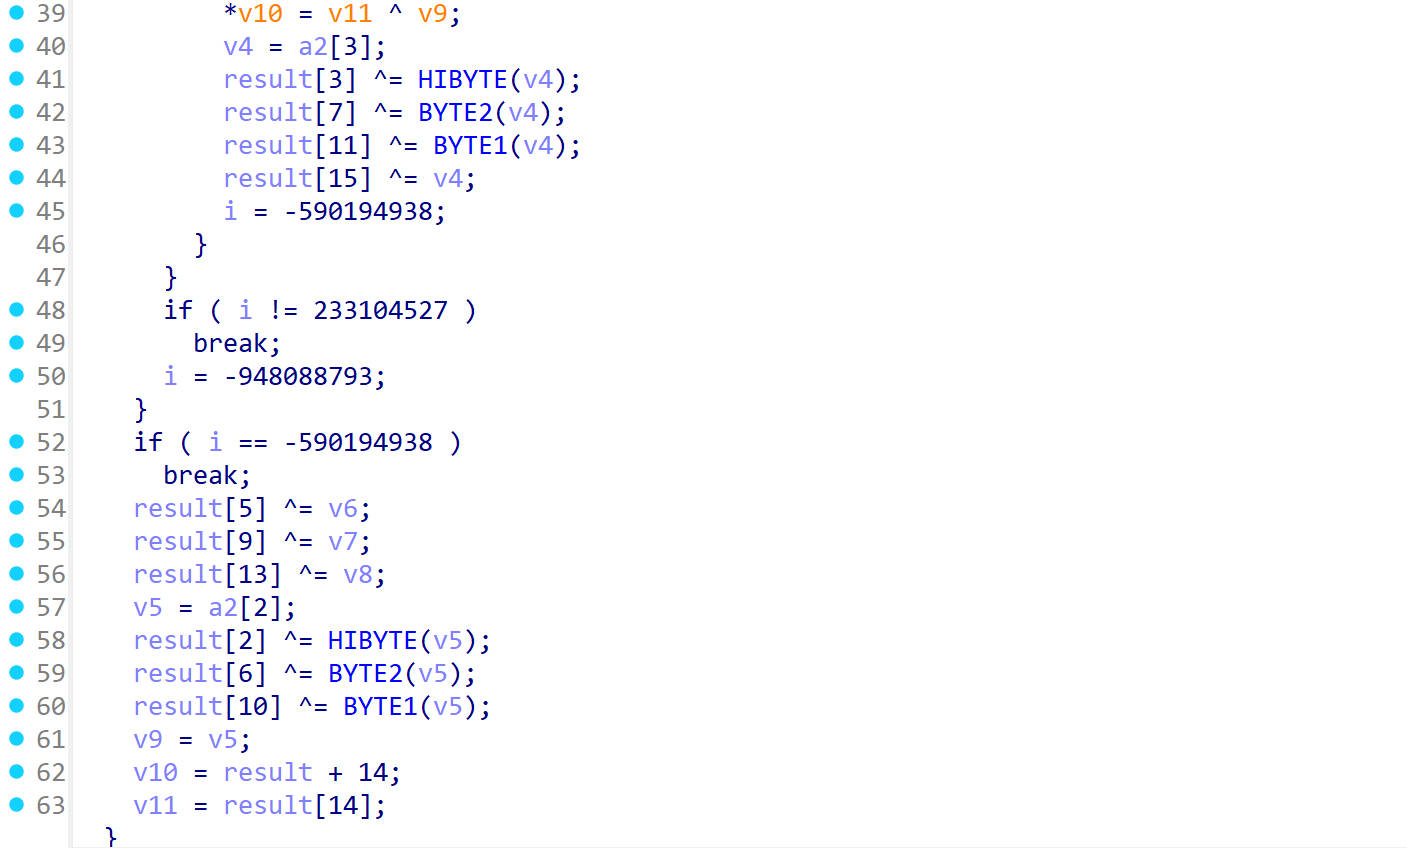 39 *v10 = v11 ^ v9;
40 v4 = a2[3];
41 result[3] ^= HIBYTE(v4);
42 result[7] ^= BYTE2(v4);
43 result[11] ^= BYTE1(v4);
44 result[15] ^= v4;
45 i = -590194938;
46 }
47 }
48 if ( i != 233104527 )
49 break;
50 i = -948088793;
51 }
52 if ( i == -590194938 )
53 break;
54 result[5] ^= v6;
55 result[9] ^= v7;
56 result[13] ^= v8;
57 v5 = a2[2];
58 result[2] ^= HIBYTE(v5);
59 result[6] ^= BYTE2(v5);
60 result[10] ^= BYTE1(v5);
61 v9 = v5;
62 v10 = result + 14;
63 v11 = result[14];
}